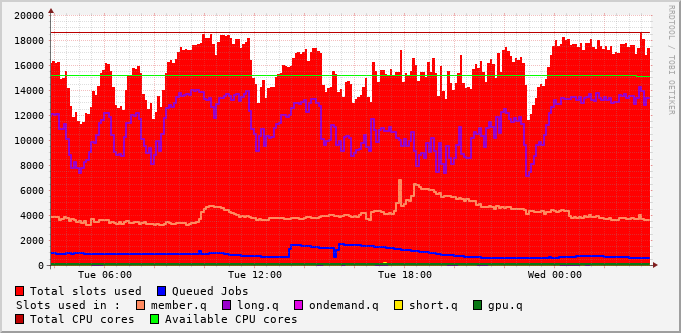 20000
18000
16000
14000
12000
10000
8000
6000
4000
2000
0
Tue 06:00 Tue 12:00 Tue 18:00 Wed 00:00
RRDTOOL / TOBI OETIKER
Total slots used Queued Jobs
Slots used in : member.q long.q ondemand.q short.q gpu.q
Total CPU cores Available CPU cores